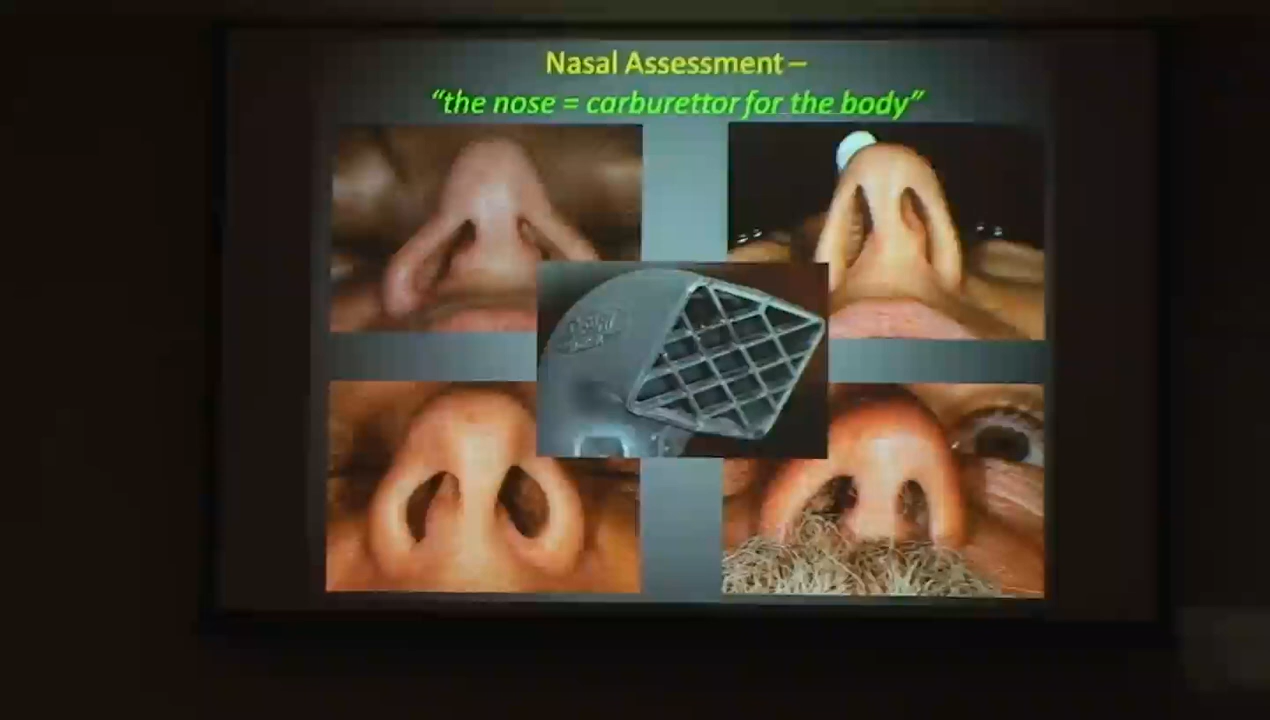 Nasal Assessment –
“the nose = carburettor for the body”